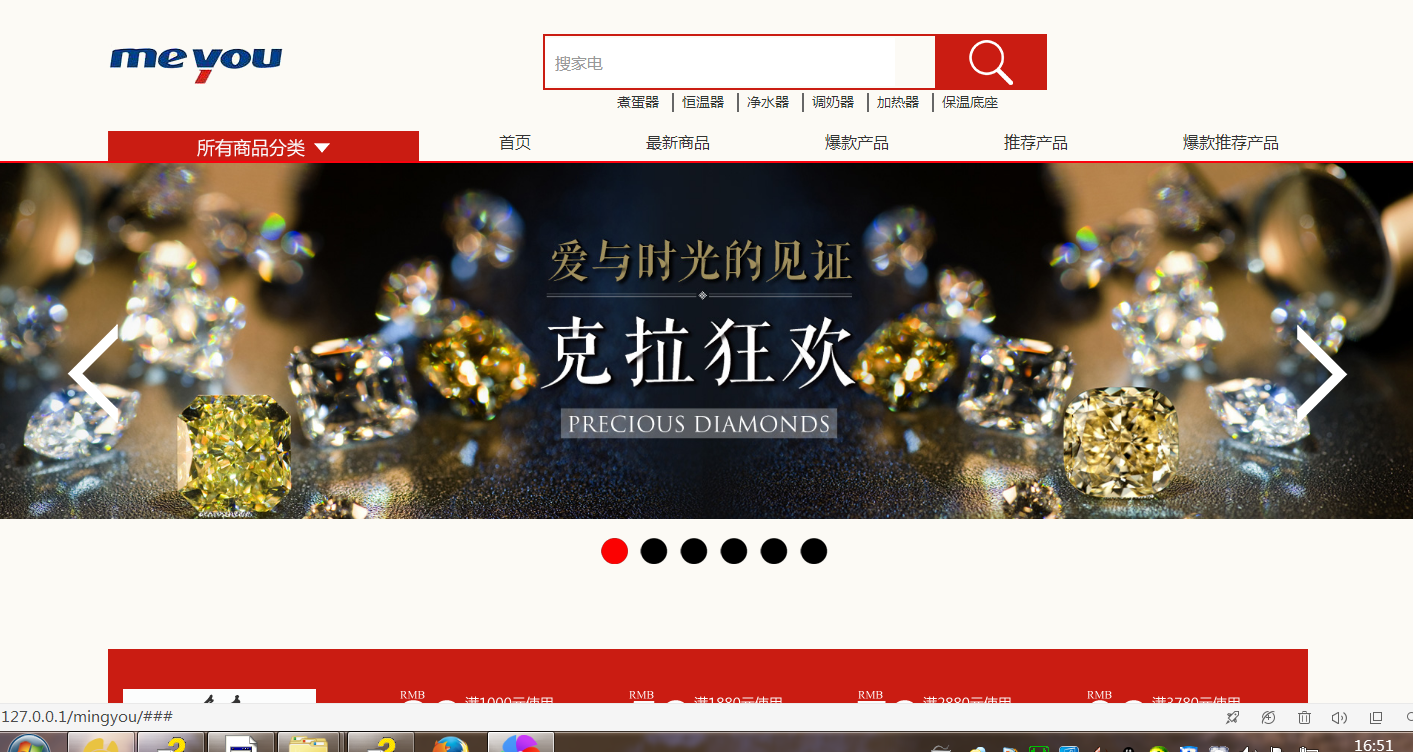 meyou
搜家电
煮蛋器 恒温器 净水器 调奶器 加热器 保温底座
所有商品分类 首页 最新商品 爆款产品 推荐产品 爆款推荐产品
爱与时光的见证
克拉狂欢
PRECIOUS DIAMONDS
RMB 满1000元使用 RMB 满1880元使用 RMB 满2880元使用 RMB 满3780元使用
127.0.0.1/mingyou/###
16:51